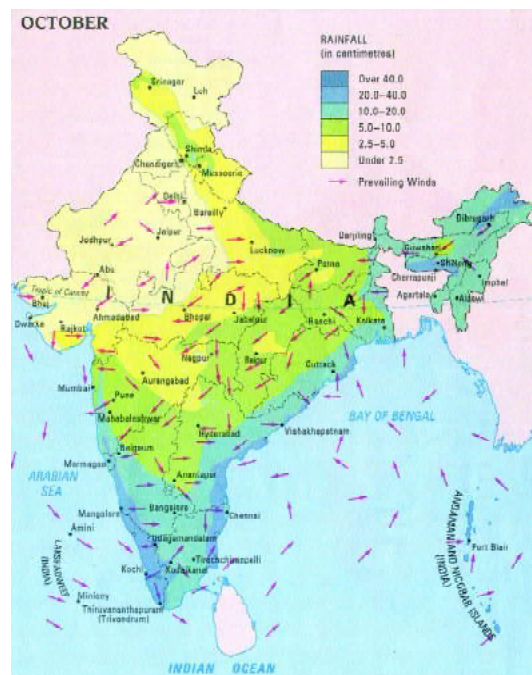 OCTOBER
RAINFALL
(in centimetres)
Over 40.0
20.0–40.0
10.0–20.0
5.0–10.0
2.5–5.0
Under 2.5
Prevailing Winds
Srinagar
Leh
Shimla
Chandigarh
Mussoorie
Delhi
Bareilly
Jodhpur
Jaipur
Lucknow
Darjiling
Dibrugarh
Guwahati
Shillong
Cherrapunji
Imphal
Agartala
Aizawl
Patna
Abu
Tropic of Cancer
Bhuj
Ahmadabad
INDIA
Bhopal
Jabalpur
Ranchi
Kolkata
Dwarka
Rajkot
Nagpur
Raipur
Cuttack
Mumbai
Aurangabad
Pune
Mahabaleshwar
Hyderabad
Vishakhapatnam
BAY OF BENGAL
Belgaum
Marmagao
ARABIAN
SEA
Anantapur
Mangalore
Bangalore
Chennai
Amini
LAKSHADWEEP
(INDIA)
Udagamandalam
Tiruchchirappalli
Kochi
Kodaikanal
Minicoy
Thiruvananthapuram
(Trivandrum)
Port Blair
ANDAMAN AND NICOBAR ISLANDS
(INDIA)
INDIAN OCEAN